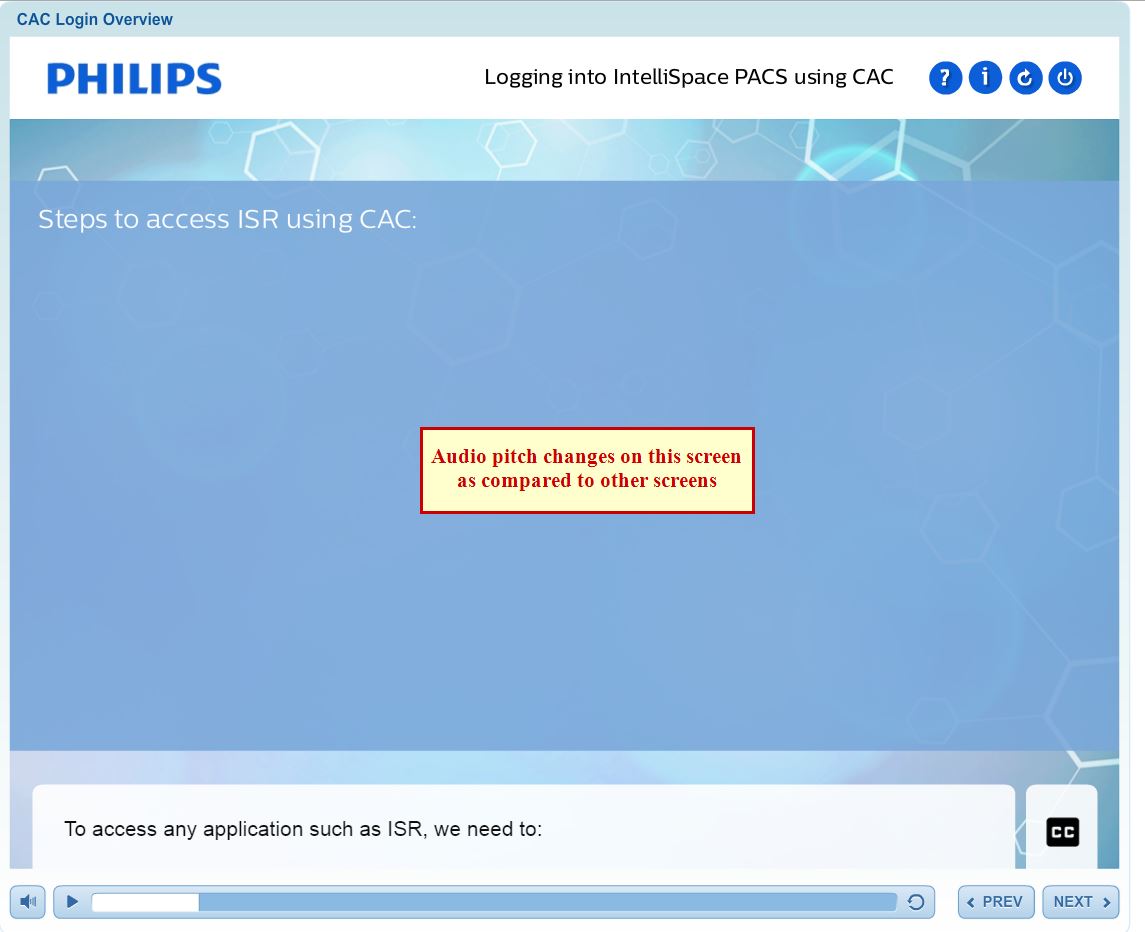 CAC Login Overview
PHILIPS
Logging into IntelliSpace PACS using CAC
? i
Steps to access ISR using CAC:
Audio pitch changes on this screen
as compared to other screens
To access any application such as ISR, we need to:
CC
PREV
NEXT